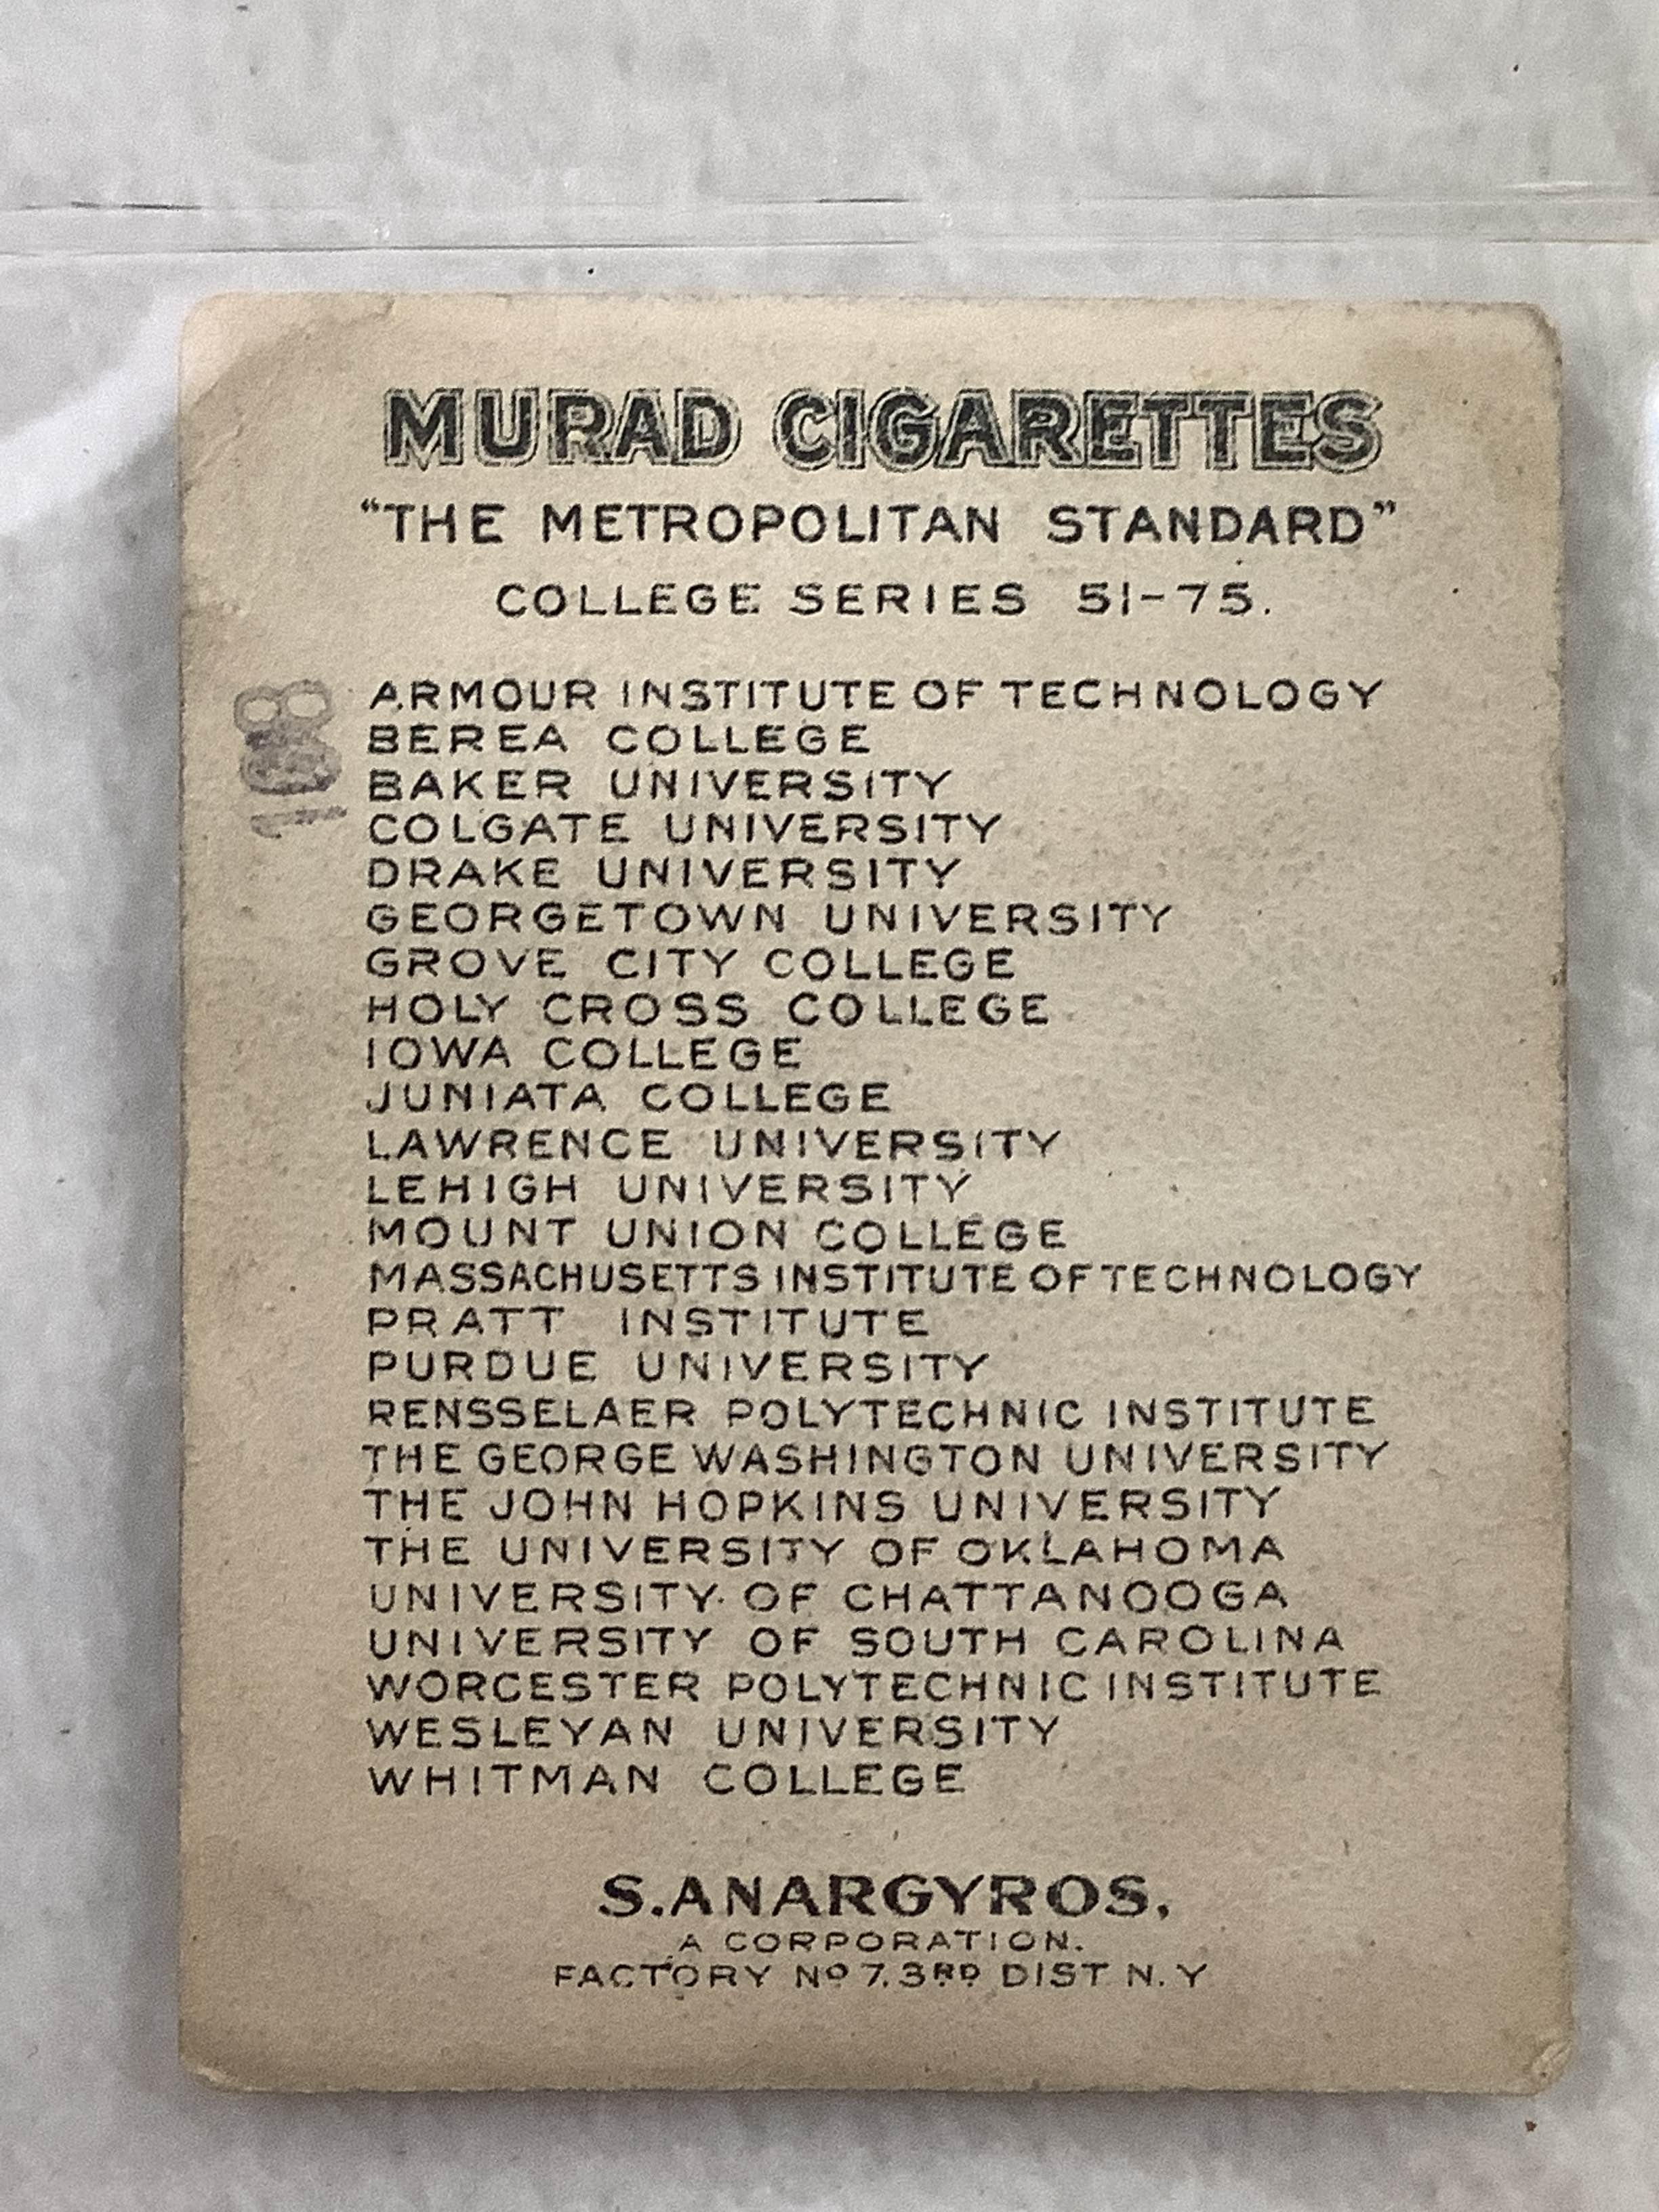 MURAD CIGARETTES
"THE METROPOLITAN STANDARD"
COLLEGE SERIES 51-75.
ARMOUR INSTITUTE OF TECHNOLOGY
BEREA COLLEGE
BAKER UNIVERSITY
COLGATE UNIVERSITY
DRAKE UNIVERSITY
GEORGETOWN UNIVERSITY
GROVE CITY COLLEGE
HOLY CROSS COLLEGE
IOWA COLLEGE
JUNIATA COLLEGE
LAWRENCE UNIVERSITY
LEHIGH UNIVERSITY
MOUNT UNION COLLEGE
MASSACHUSETTS INSTITUTE OF TECHNOLOGY
PRATT INSTITUTE
PURDUE UNIVERSITY
RENSSELAER POLYTECHNIC INSTITUTE
THE GEORGE WASHINGTON UNIVERSITY
THE JOHN HOPKINS UNIVERSITY
THE UNIVERSITY OF OKLAHOMA
UNIVERSITY OF CHATTANOOGA
UNIVERSITY OF SOUTH CAROLINA
WORCESTER POLYTECHNIC INSTITUTE
WESLEYAN UNIVERSITY
WHITMAN COLLEGE
S. ANARGYROS,
A CORPORATION.
FACTORY Nº 7. 3RD DIST N.Y